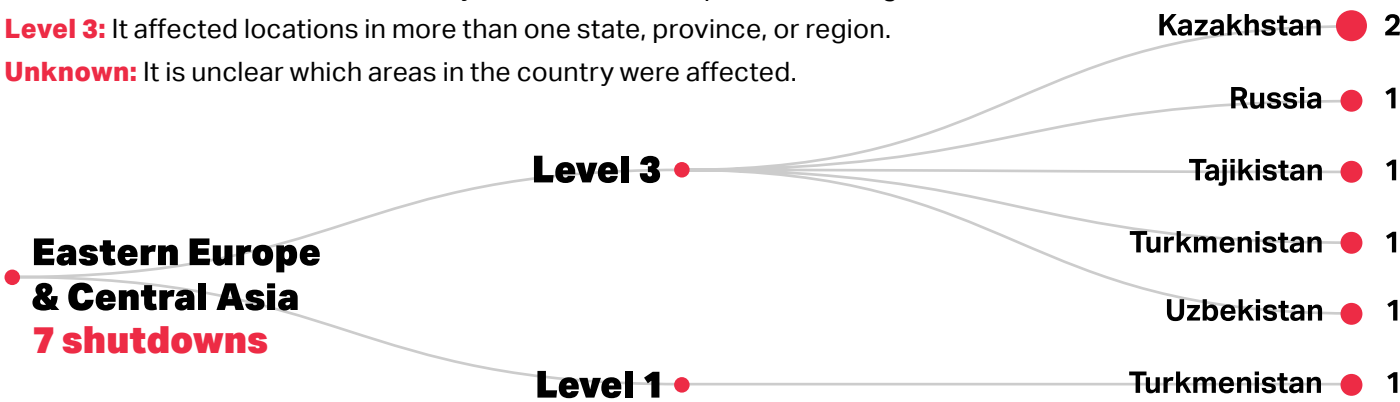 Level 3: It affected locations in more than one state, province, or region.
Unknown: It is unclear which areas in the country were affected.
Kazakhstan 2
Russia 1
Level 3
Tajikistan 1
Turkmenistan 1
Eastern Europe
& Central Asia
7 shutdowns
Uzbekistan 1
Level 1
Turkmenistan 1